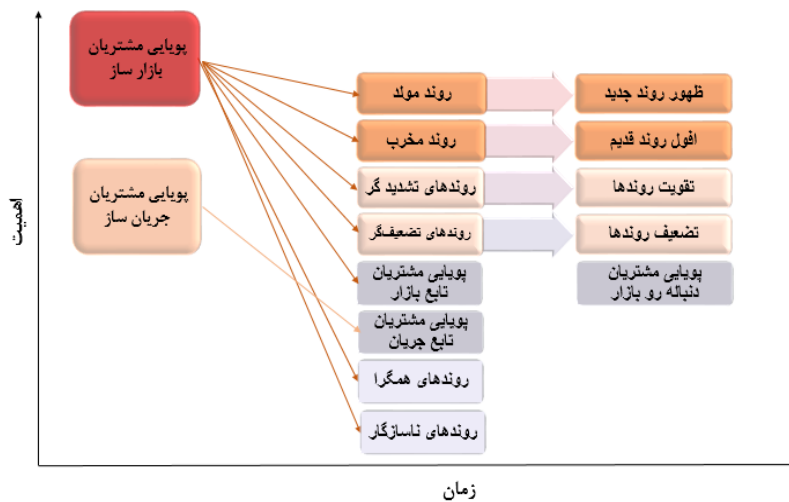 پویایی مشتریان
بازار ساز
روند مولد
ظهور روند جدید
روند مخرب
افول روند قدیم
پویایی مشتریان
جریان ساز
روندهای تشدید گر
تقویت روندها
روندهای تضعیف‌گر
تضعیف روندها
پویایی مشتریان
تابع بازار
پویایی مشتریان
دنباله رو بازار
پویایی مشتریان
تابع جریان
روندهای همگرا
روندهای ناسازگار
اهمیت
زمان